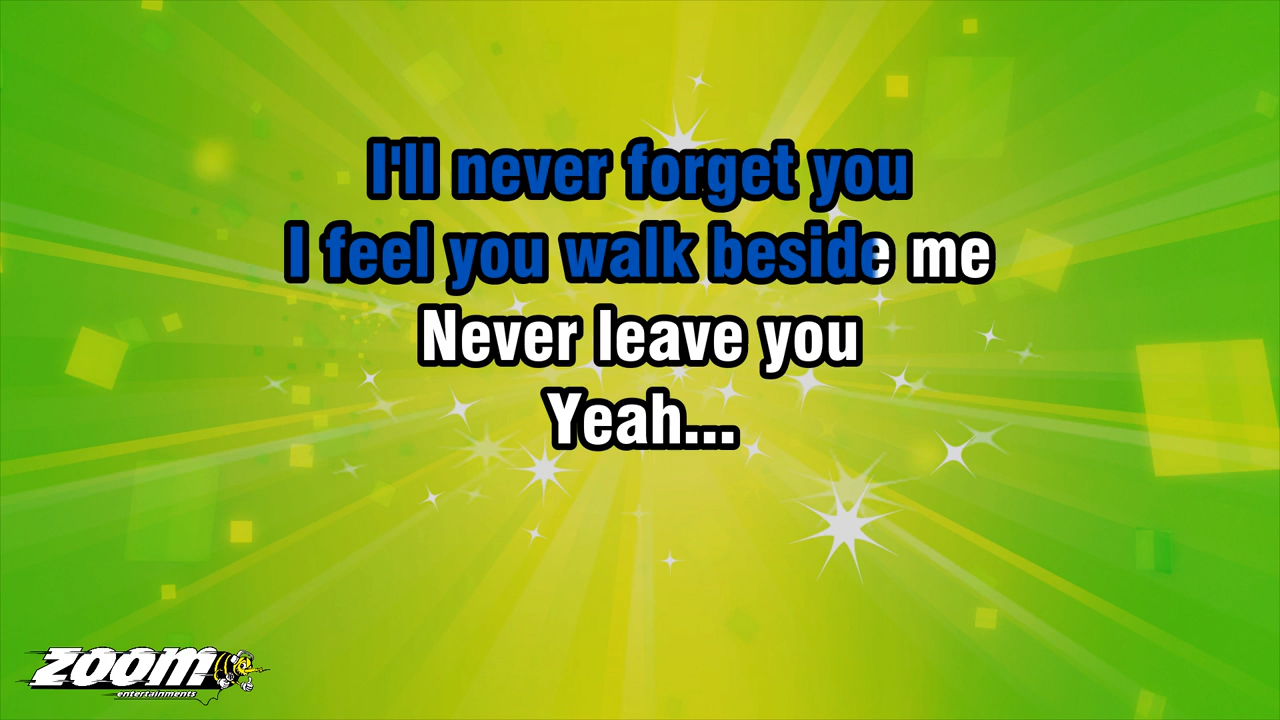 I'll never forget you
I feel you walk beside me
Never leave you
Yeah...
ZOOM
entertainments